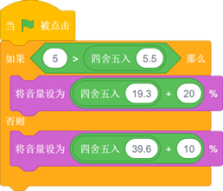 当 被点击
如果 5 > 四舍五入 5.5 那么
将音量设为 四舍五入 19.3 + 20 %
否则
将音量设为 四舍五入 39.6 + 10 %